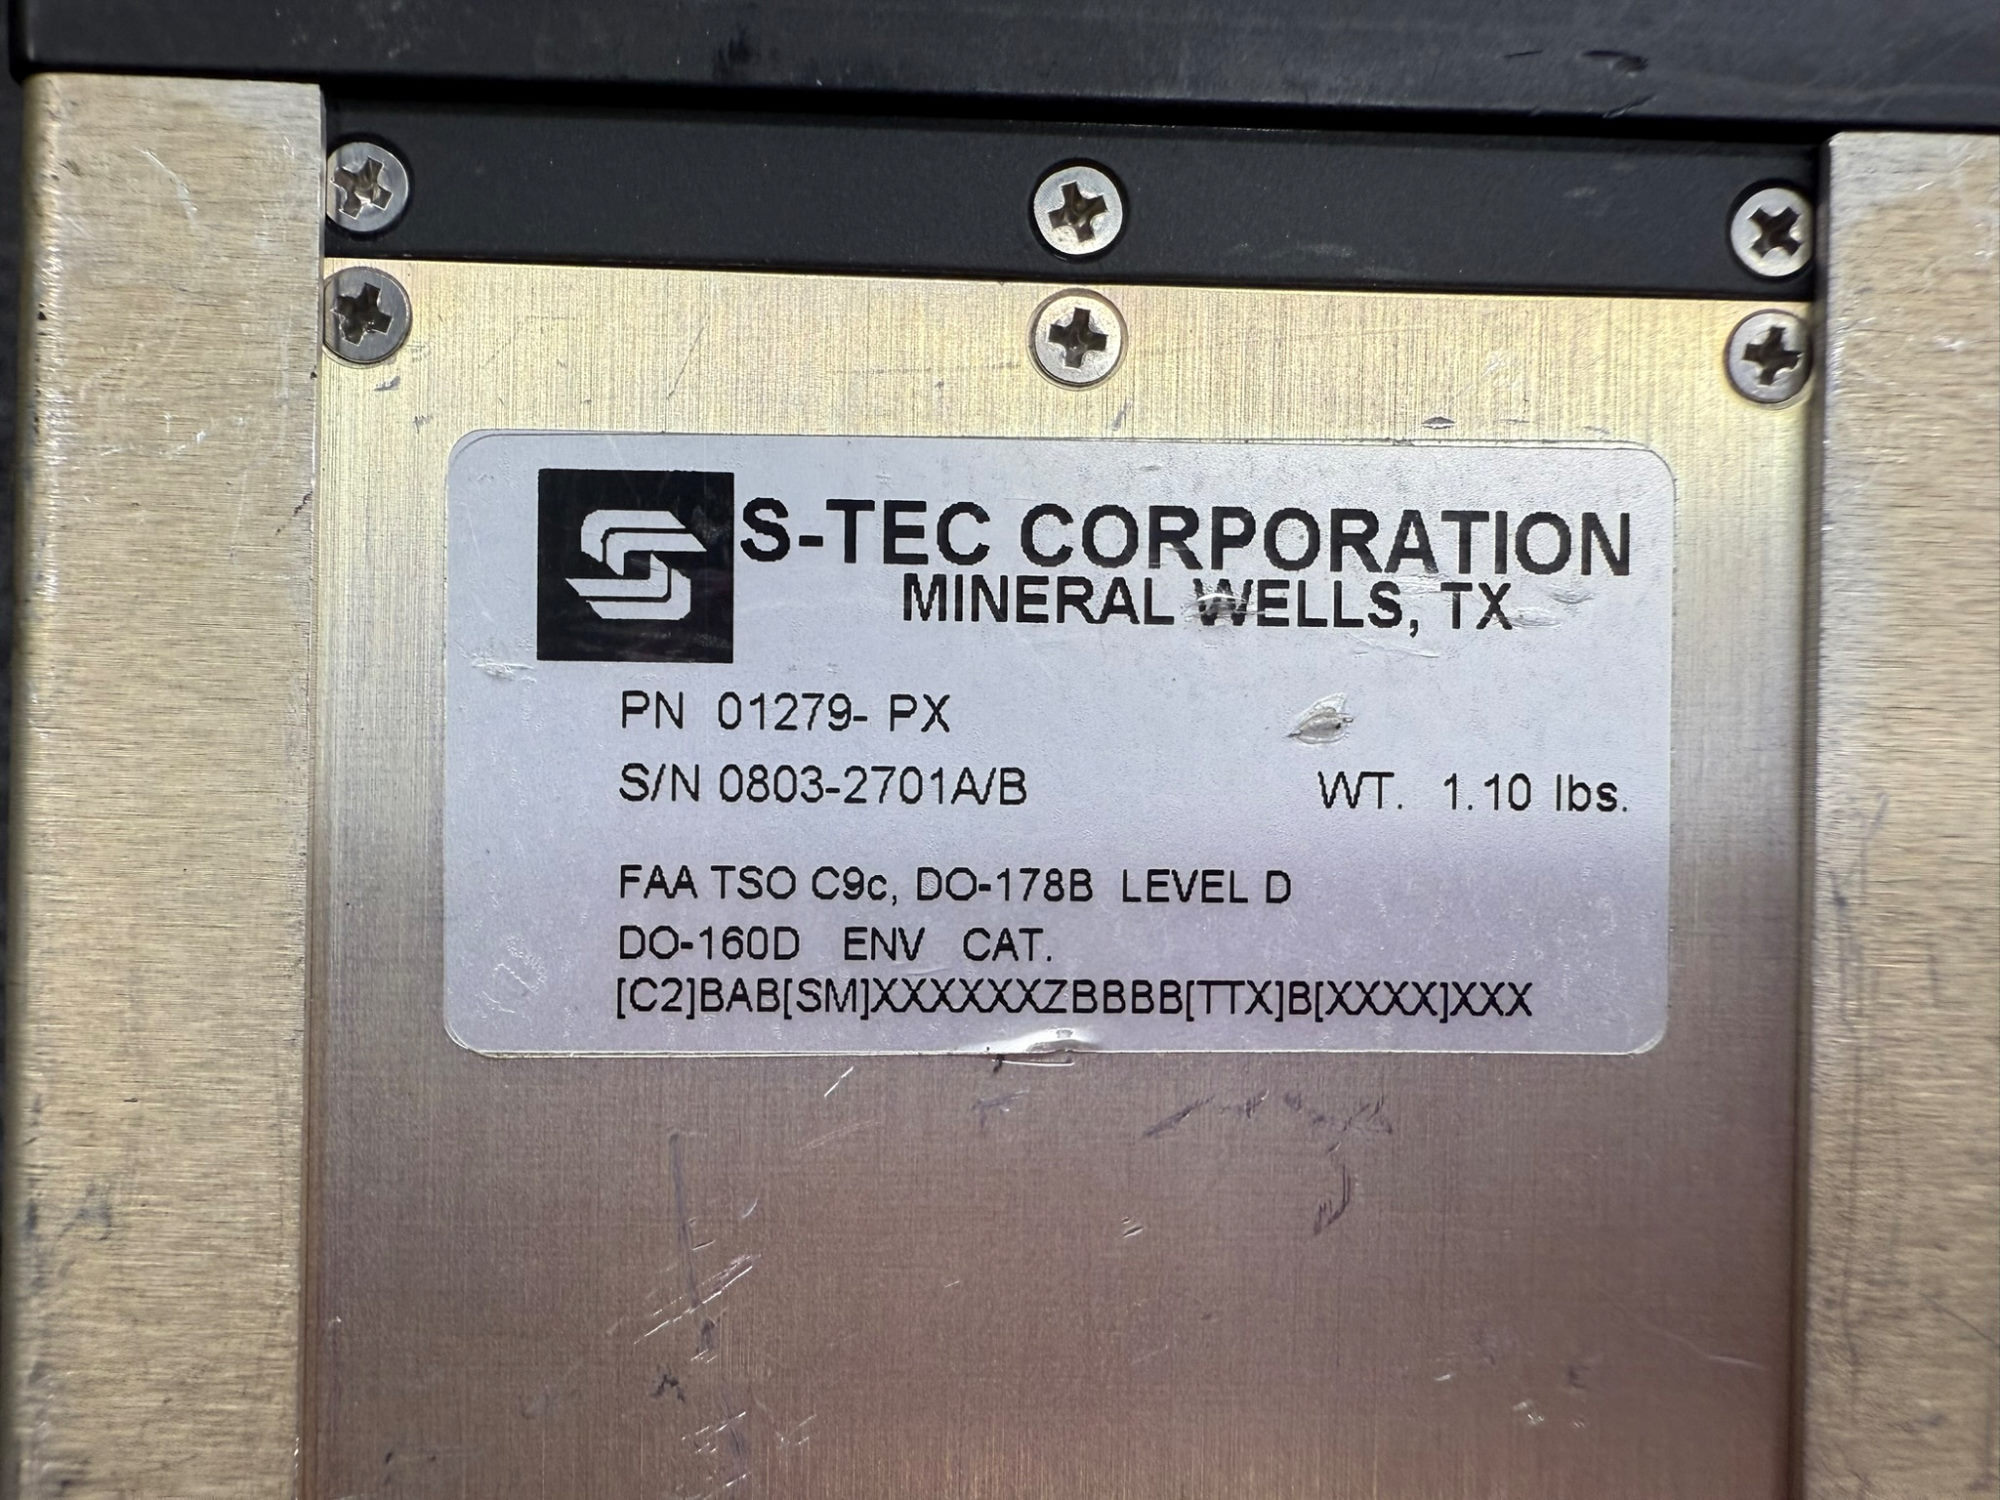 S-TEC CORPORATION
MINERAL WELLS, TX
PN 01279- PX
S/N 0803-2701A/B WT. 1.10 lbs.
FAA TSO C9c, DO-178B LEVEL D
DO-160D ENV CAT.
[C2]BAB[SM]XXXXXXZBBBB[TTX]B[XXXX]XXX